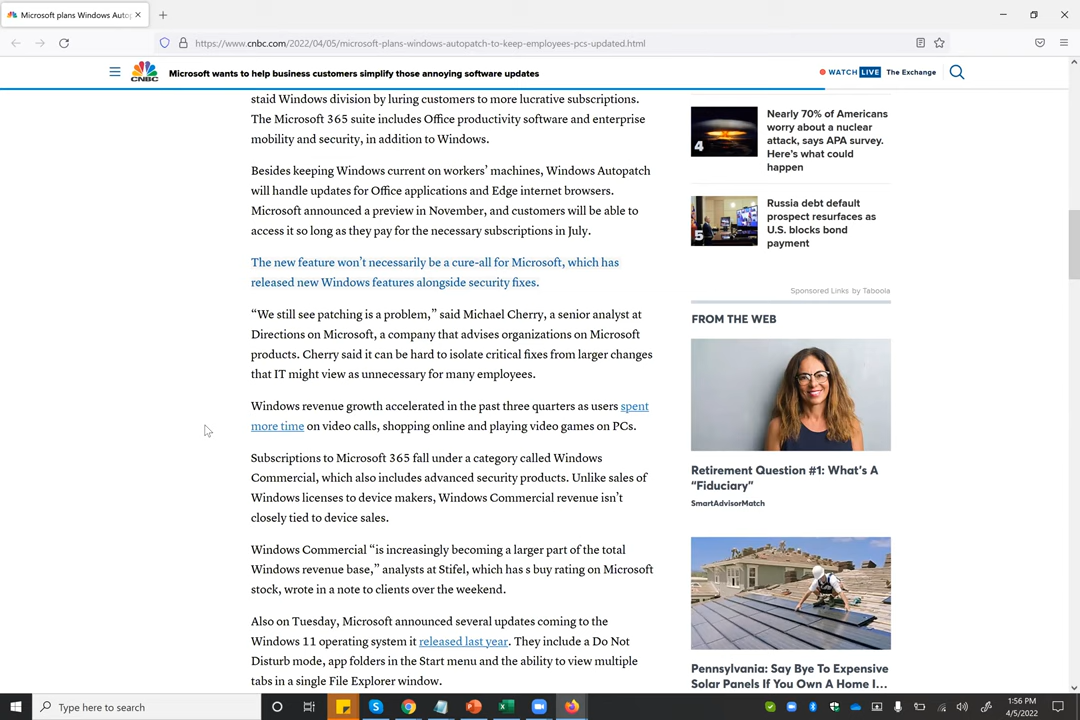 Microsoft plans Windows Autop
https://www.cnbc.com/2022/04/05/microsoft-plans-windows-autopatch-to-keep-employees-pcs-updated.html
CNBC
Microsoft wants to help business customers simplify those annoying software updates
WATCH LIVE The Exchange
staid Windows division by luring customers to more lucrative subscriptions.
The Microsoft 365 suite includes Office productivity software and enterprise
mobility and security, in addition to Windows.
Besides keeping Windows current on workers’ machines, Windows Autopatch
will handle updates for Office applications and Edge internet browsers.
Microsoft announced a preview in November, and customers will be able to
access it so long as they pay for the necessary subscriptions in July.
The new feature won’t necessarily be a cure-all for Microsoft, which has
released new Windows features alongside security fixes.
“We still see patching is a problem,” said Michael Cherry, a senior analyst at
Directions on Microsoft, a company that advises organizations on Microsoft
products. Cherry said it can be hard to isolate critical fixes from larger changes
that IT might view as unnecessary for many employees.
Windows revenue growth accelerated in the past three quarters as users spent
more time on video calls, shopping online and playing video games on PCs.
Subscriptions to Microsoft 365 fall under a category called Windows
Commercial, which also includes advanced security products. Unlike sales of
Windows licenses to device makers, Windows Commercial revenue isn’t
closely tied to device sales.
Windows Commercial “is increasingly becoming a larger part of the total
Windows revenue base,” analysts at Stifel, which has s buy rating on Microsoft
stock, wrote in a note to clients over the weekend.
Also on Tuesday, Microsoft announced several updates coming to the
Windows 11 operating system it released last year. They include a Do Not
Disturb mode, app folders in the Start menu and the ability to view multiple
tabs in a single File Explorer window.
4
Nearly 70% of Americans
worry about a nuclear
attack, says APA survey.
Here’s what could
happen
5
Russia debt default
prospect resurfaces as
U.S. blocks bond
payment
Sponsored Links by Taboola
FROM THE WEB
Retirement Question #1: What’s A
“Fiduciary”
SmartAdvisorMatch
Pennsylvania: Say Bye To Expensive
Solar Panels If You Own A Home I...
Type here to search
1:56 PM
4/5/2022